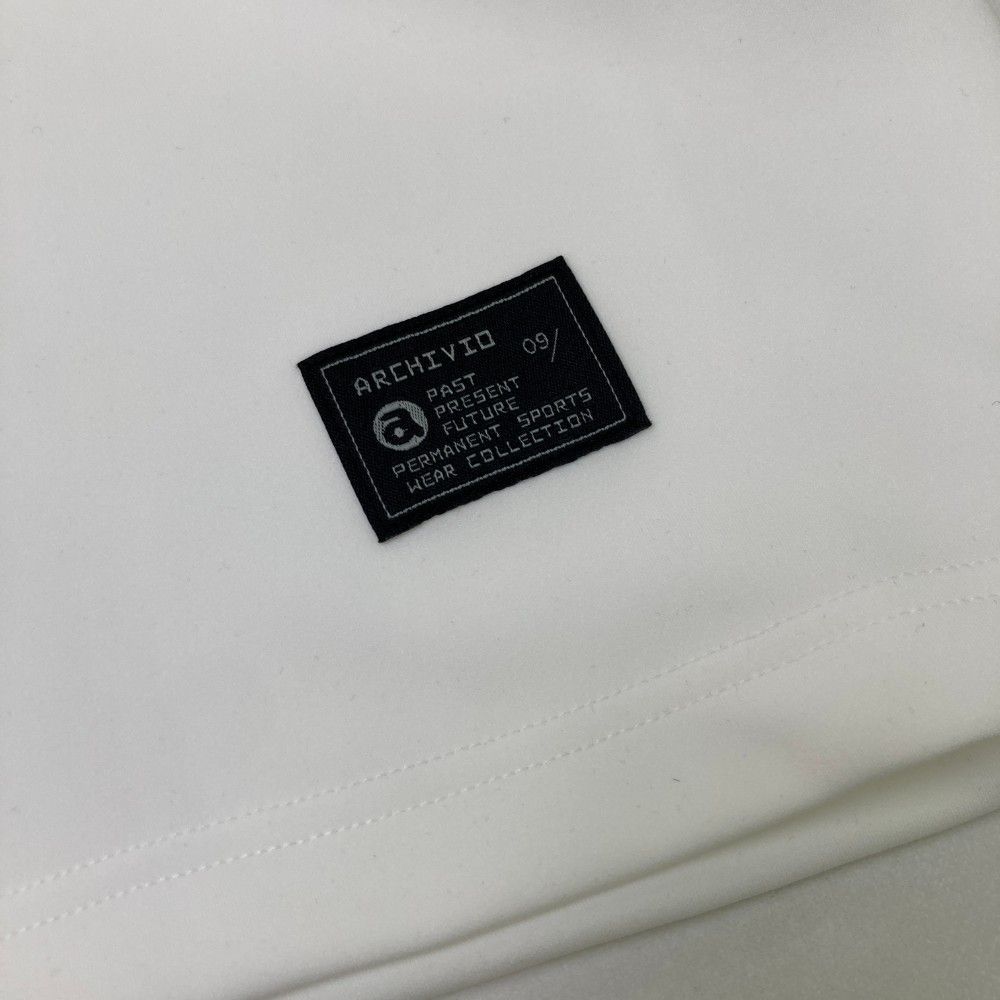 ARCHIVIO 09/
a PAST
PRESENT
FUTURE
PERMANENT SPORTS
WEAR COLLECTION